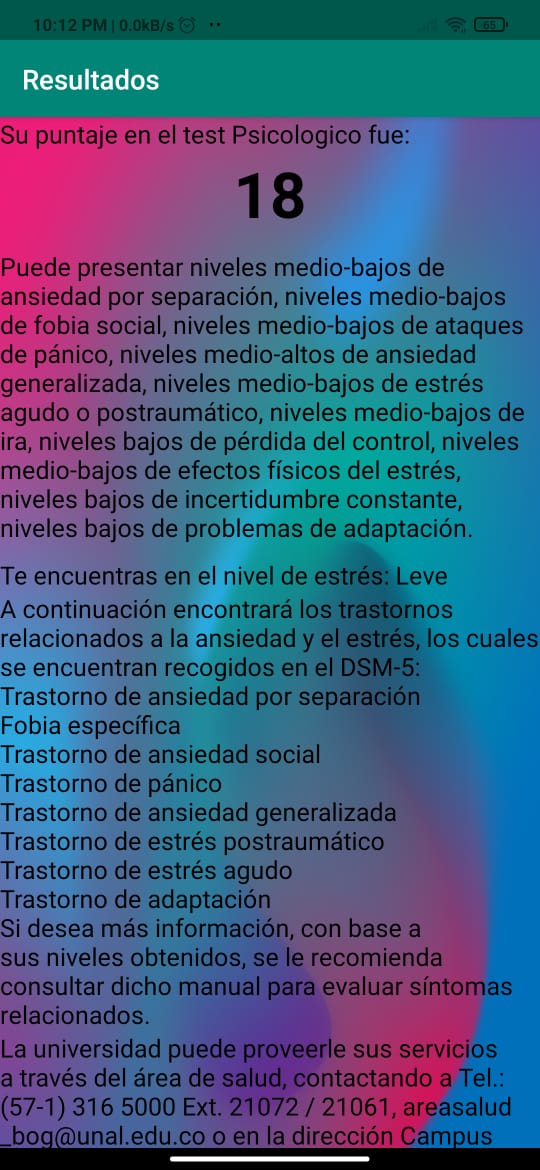 10:12 PM | 0.0kB/s
65
Resultados
Su puntaje en el test Psicologico fue:
18
Puede presentar niveles medio-bajos de
ansiedad por separación, niveles medio-bajos
de fobia social, niveles medio-bajos de ataques
de pánico, niveles medio-altos de ansiedad
generalizada, niveles medio-bajos de estrés
agudo o postraumático, niveles medio-bajos de
ira, niveles bajos de pérdida del control, niveles
medio-bajos de efectos físicos del estrés,
niveles bajos de incertidumbre constante,
niveles bajos de problemas de adaptación.
Te encuentras en el nivel de estrés: Leve
A continuación encontrará los trastornos
relacionados a la ansiedad y el estrés, los cuales
se encuentran recogidos en el DSM-5:
Trastorno de ansiedad por separación
Fobia específica
Trastorno de ansiedad social
Trastorno de pánico
Trastorno de ansiedad generalizada
Trastorno de estrés postraumático
Trastorno de estrés agudo
Trastorno de adaptación
Si desea más información, con base a
sus niveles obtenidos, se le recomienda
consultar dicho manual para evaluar síntomas
relacionados.
La universidad puede proveerle sus servicios
a través del área de salud, contactando a Tel.:
(57-1) 316 5000 Ext. 21072 / 21061, areasalud
_bog@unal.edu.co o en la dirección Campus